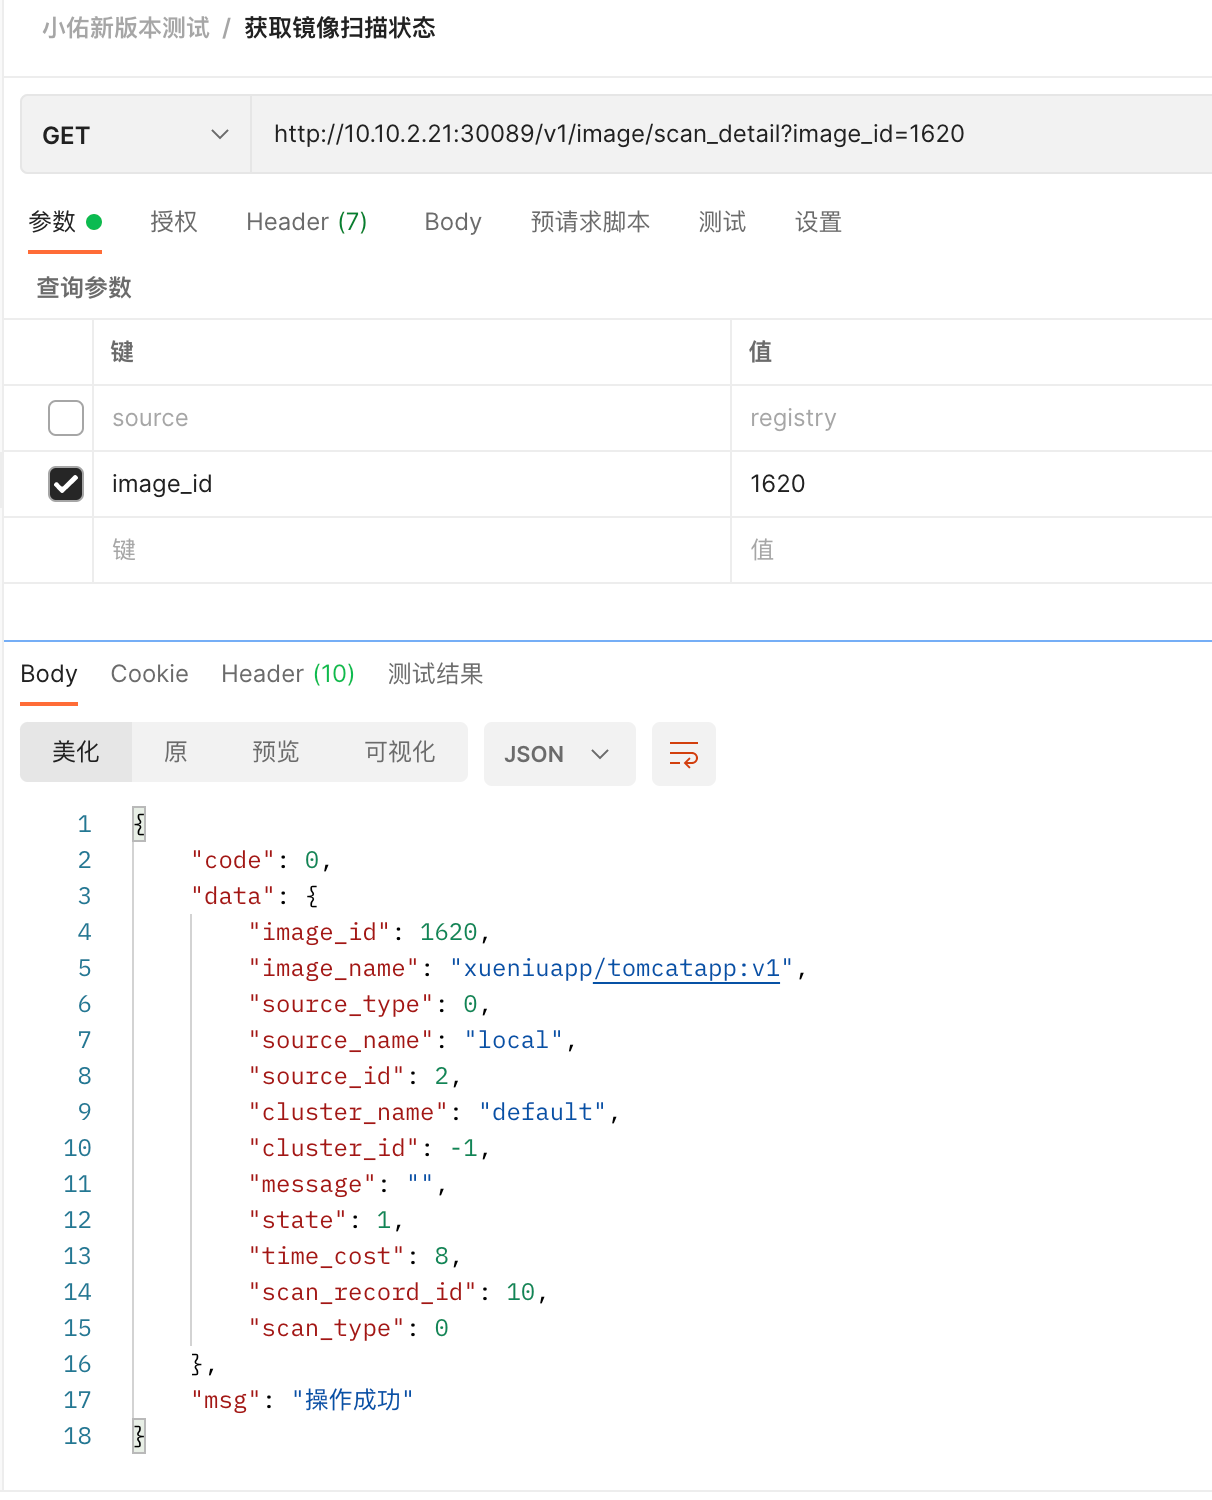 小佑新版本测试 / 获取镜像扫描状态
GET http://10.10.2.21:30089/v1/image/scan_detail?image_id=1620
参数 授权 Header (7) Body 预请求脚本 测试 设置
查询参数
键 值
source registry
image_id 1620
键 值
Body Cookie Header (10) 测试结果
美化 原 预览 可视化 JSON
1 {
2 "code": 0,
3 "data": {
4 "image_id": 1620,
5 "image_name": "xueniuapp/tomcatapp:v1",
6 "source_type": 0,
7 "source_name": "local",
8 "source_id": 2,
9 "cluster_name": "default",
10 "cluster_id": -1,
11 "message": "",
12 "state": 1,
13 "time_cost": 8,
14 "scan_record_id": 10,
15 "scan_type": 0
16 },
17 "msg": "操作成功"
18 }